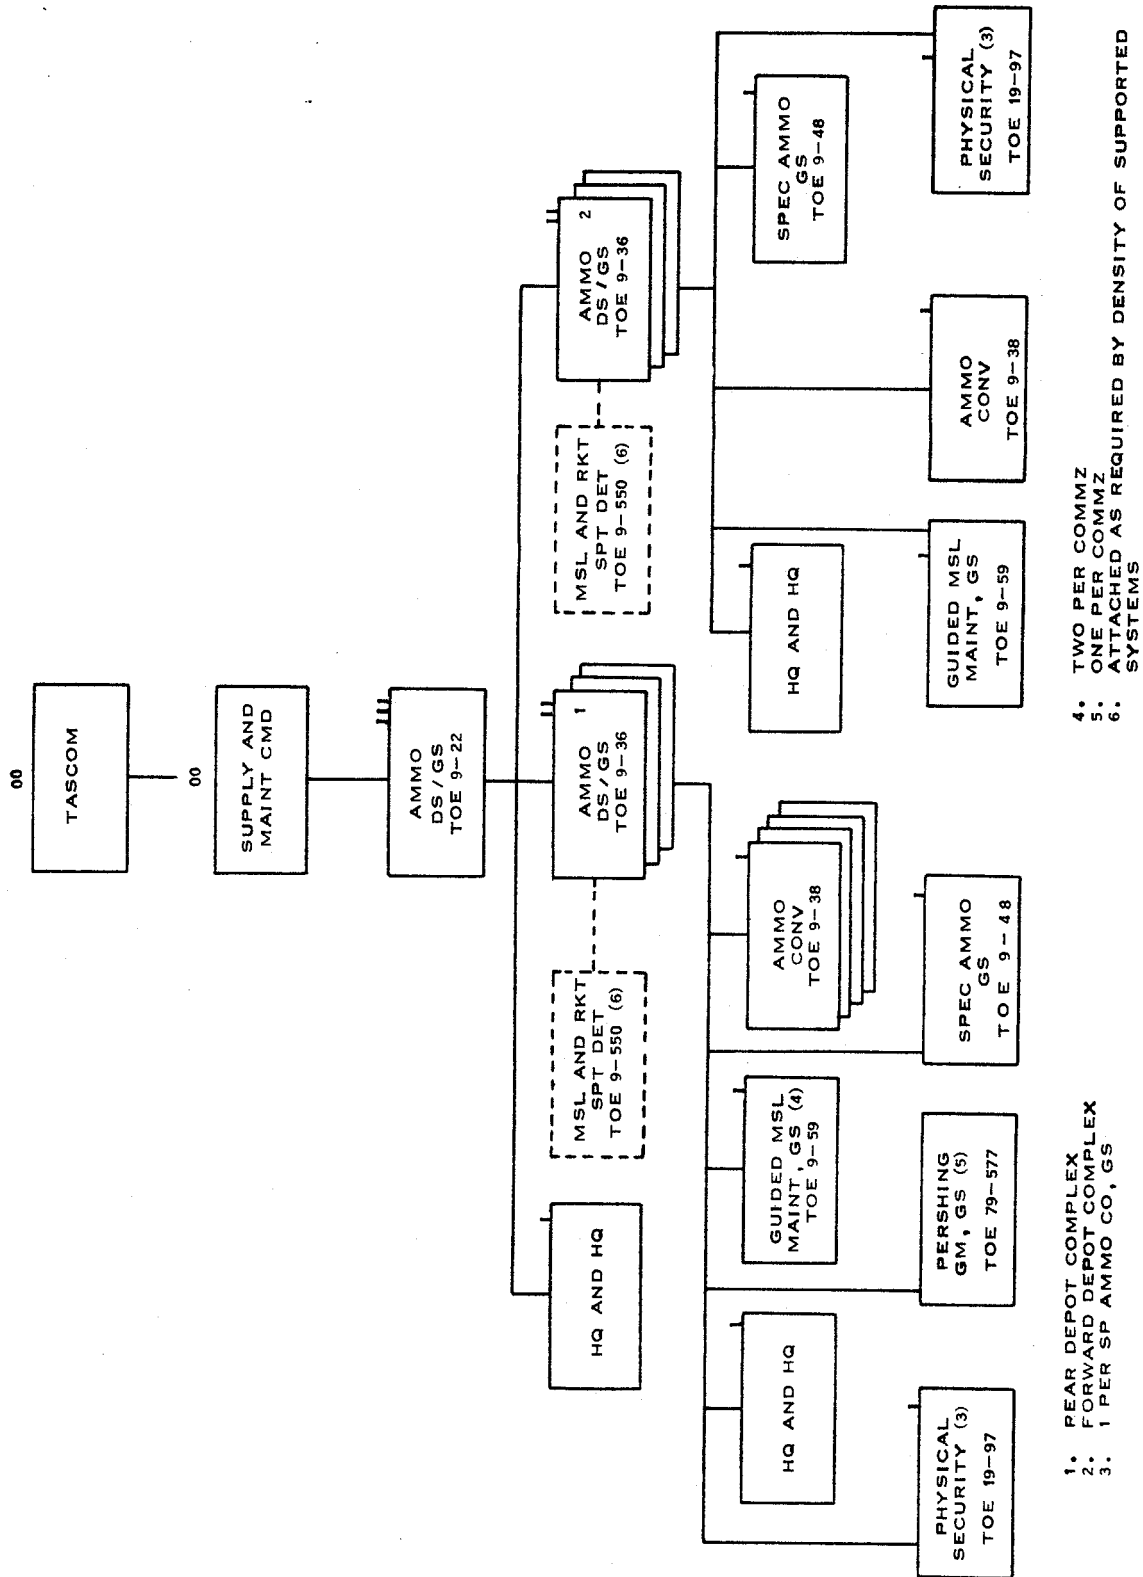 OO
TASCOM
OO
SUPPLY AND
MAINT CMD
AMMO
DS/GS
TOE 9-22
HQ AND HQ
MSL AND RKT
SPT DET
TOE 9-550 (6)
1
AMMO
DS/GS
TOE 9-36
MSL AND RKT
SPT DET
TOE 9-550 (6)
2
AMMO
DS/GS
TOE 9-36
HQ AND HQ
GUIDED MSL
MAINT, GS (4)
TOE 9-59
AMMO
CONV
TOE 9-38
HQ AND HQ
SPEC AMMO
GS
TOE 9-48
PHYSICAL
SECURITY (3)
TOE 19-97
PERSHING
GM, GS (5)
TOE 79-577
SPEC AMMO
GS
TOE 9-48
GUIDED MSL
MAINT, GS
TOE 9-59
AMMO
CONV
TOE 9-38
PHYSICAL
SECURITY (3)
TOE 19-97
1. REAR DEPOT COMPLEX
2. FORWARD DEPOT COMPLEX
3. 1 PER SP AMMO CO, GS
4. TWO PER COMMZ
5. ONE PER COMMZ
6. ATTACHED AS REQUIRED BY DENSITY OF SUPPORTED
SYSTEMS